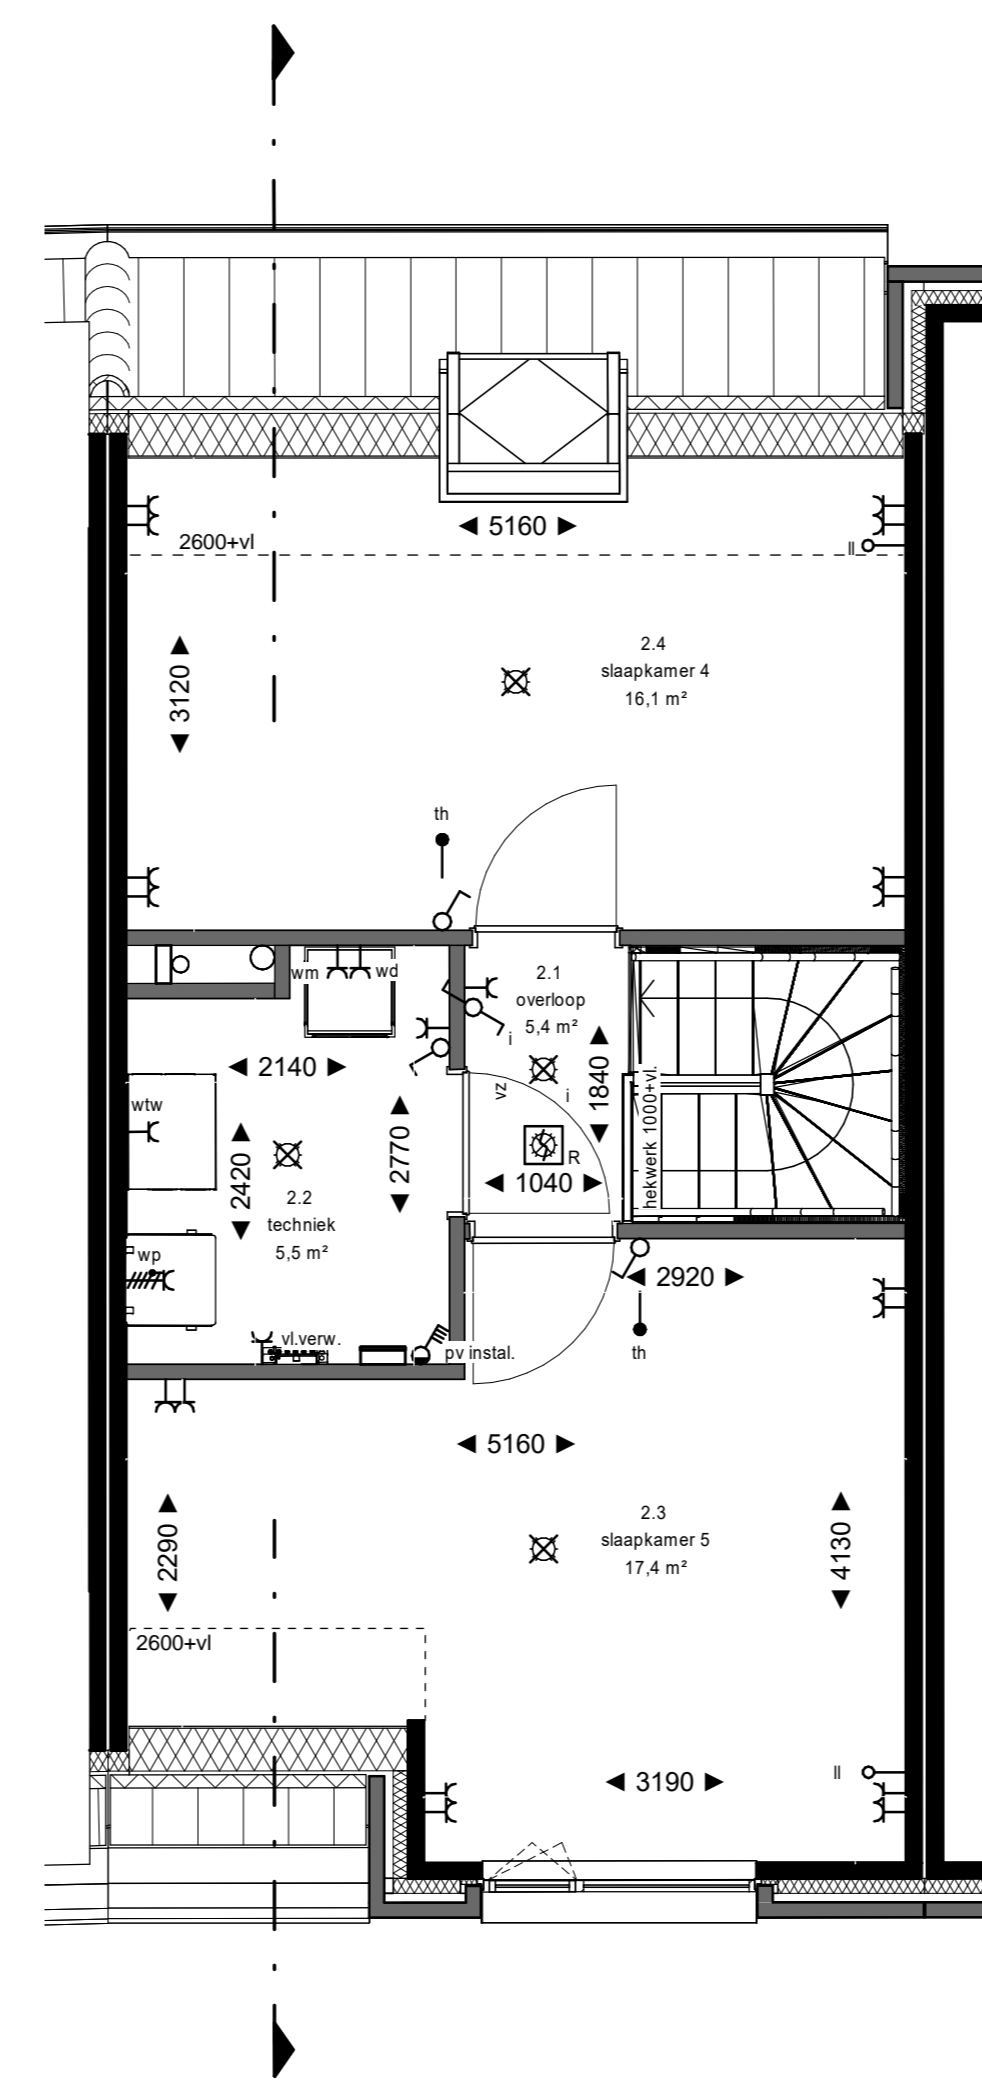 5160
2600+vl
II
2.4
slaapkamer 4
16,1 m²
3120
th
wm
wd
2.1
overloop
5,4 m²
i
2140
vz
i
1840
hekwerk 1000+vl.
wtw
2420
2770
R
1040
2.2
techniek
5,5 m²
wp
2920
vl.verw.
pv instal.
th
5160
2.3
slaapkamer 5
17,4 m²
2290
4130
2600+vl
II
3190